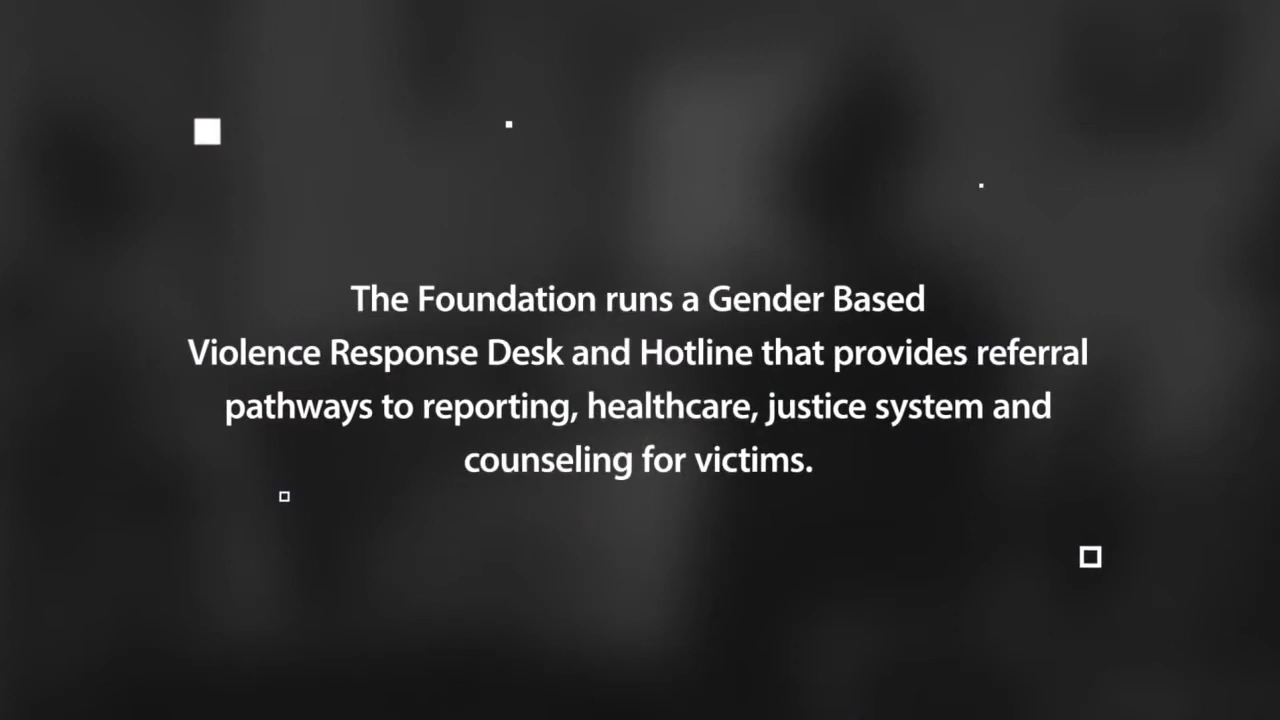 The Foundation runs a Gender Based
Violence Response Desk and Hotline that provides referral
pathways to reporting, healthcare, justice system and
counseling for victims.